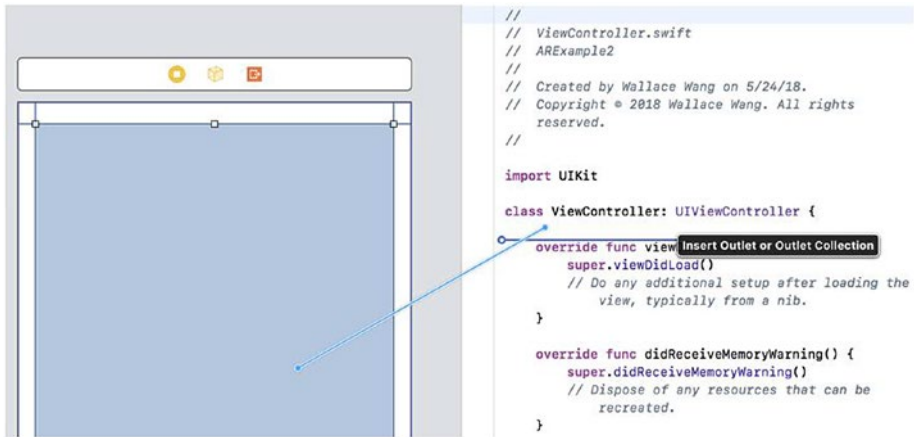 //
//  ViewController.swift
//  ARExample2
//
//  Created by Wallace Wang on 5/24/18.
//  Copyright © 2018 Wallace Wang. All rights
reserved.
//
import UIKit
class ViewController: UIViewController {
override func view
Insert Outlet or Outlet Collection
super.viewDidLoad()
// Do any additional setup after loading the
view, typically from a nib.
}
override func didReceiveMemoryWarning() {
super.didReceiveMemoryWarning()
// Dispose of any resources that can be
recreated.
}